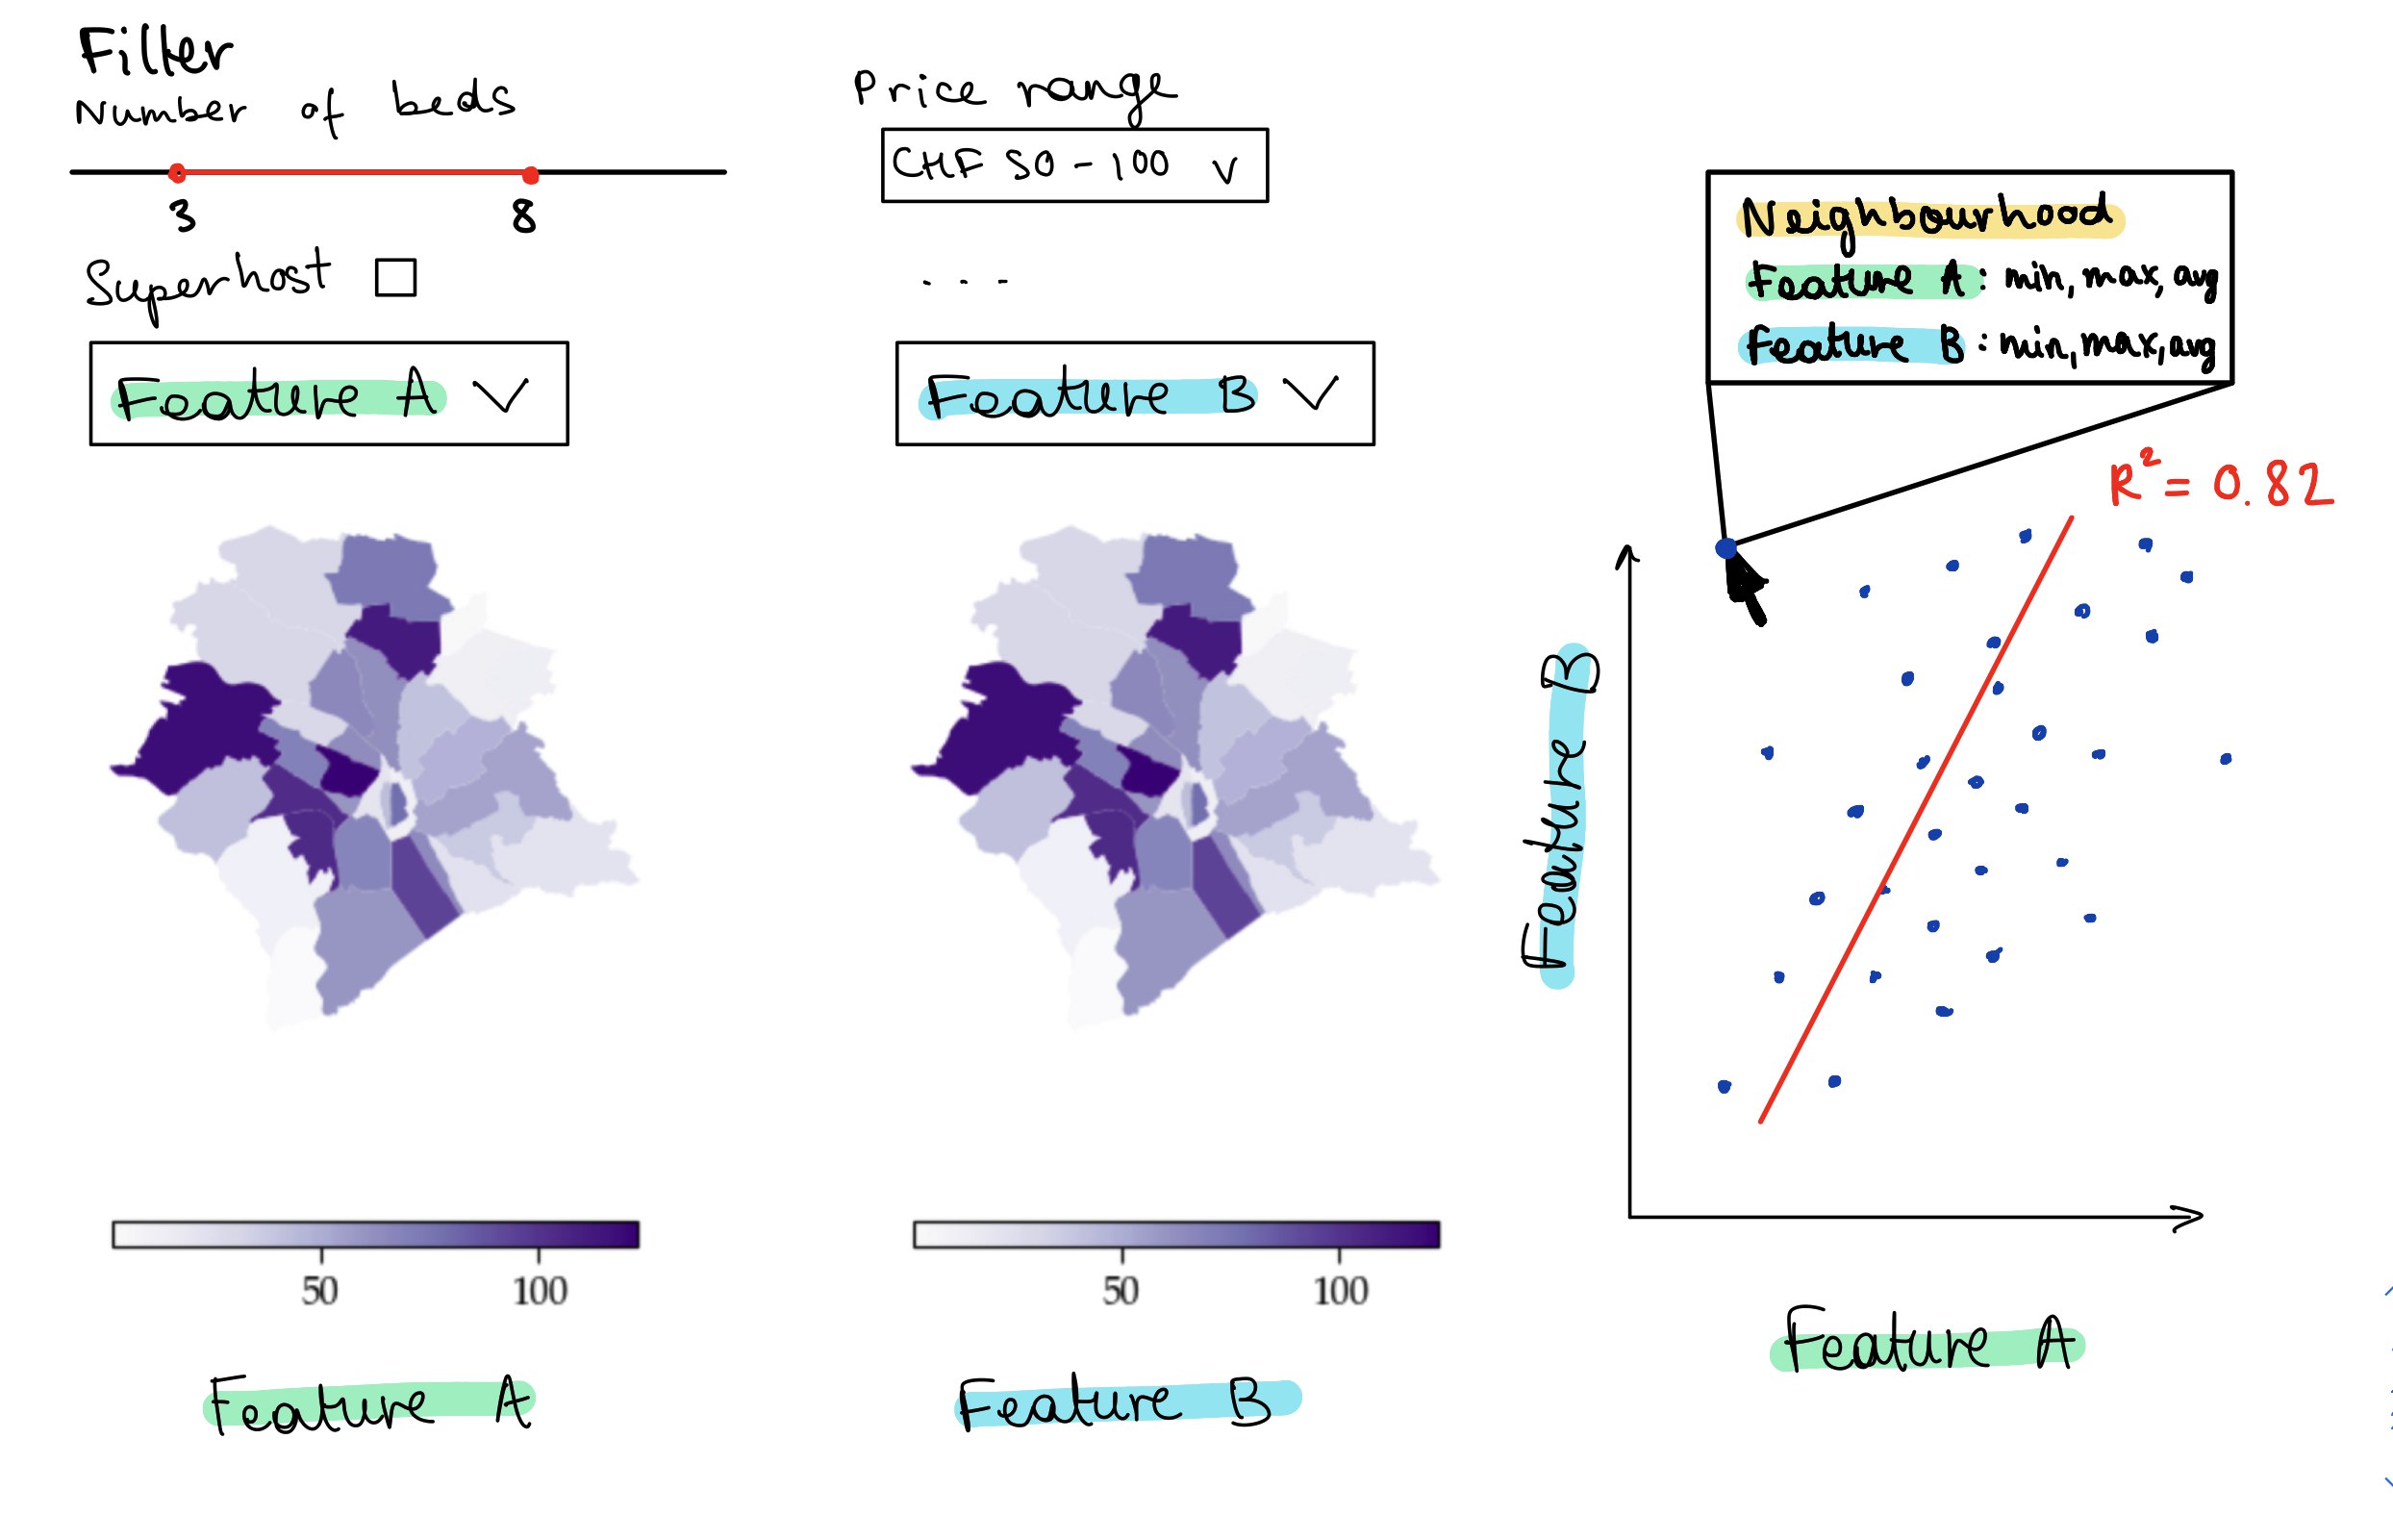 Filter
Number of beds
3 8
Superhost
Feature A
Price range
CHF 50-100 v
...
Feature B
50 100
Feature A
50 100
Feature B
Neighbourhood
Feature A: min, max, avg
Feature B: min, max, avg
R²= 0.82
Feature B
Feature A